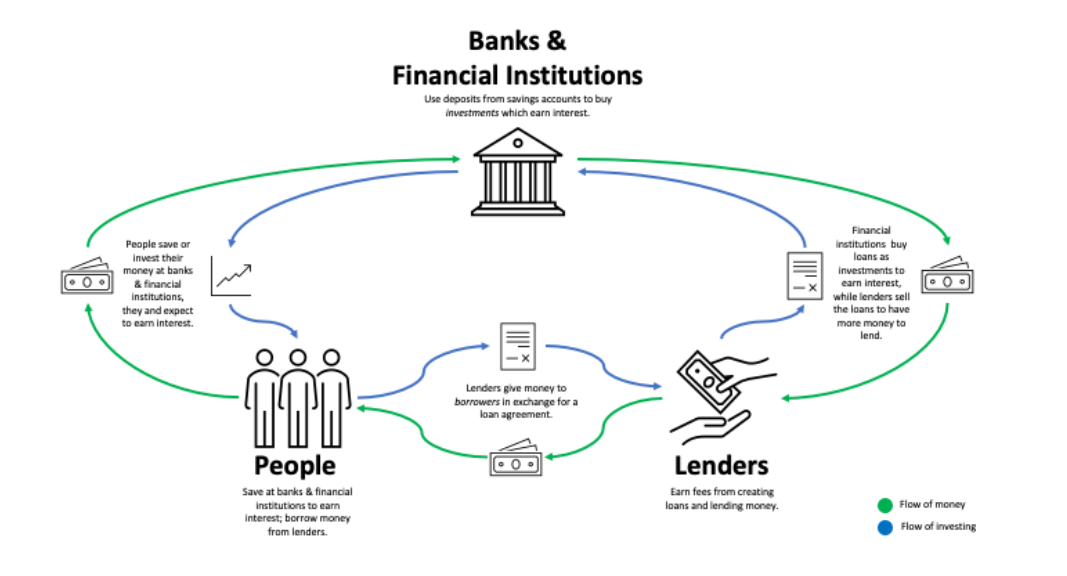 Banks &
Financial Institutions
Use deposits from savings accounts to buy
investments which earn interest.
People save or
invest their
money at banks
& financial
institutions,
they and expect
to earn interest.
Financial
institutions buy
loans as
investments to
earn interest,
while lenders sell
the loans to have
more money to
lend.
Lenders give money to
borrowers in exchange for a
loan agreement.
People
Save at banks & financial
institutions to earn
interest; borrow money
from lenders.
Lenders
Earn fees from creating
loans and lending money.
Flow of money
Flow of investing